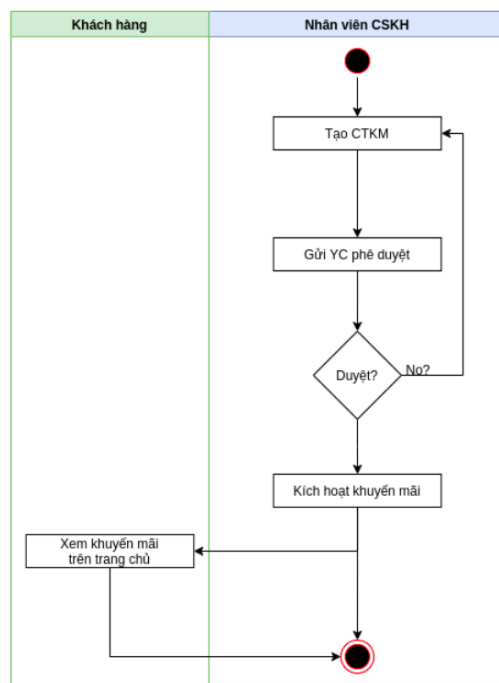 Khách hàng
Nhân viên CSKH
Tạo CTKM
Gửi YC phê duyệt
Duyệt?
No?
Kích hoạt khuyến mãi
Xem khuyến mãi
trên trang chủ